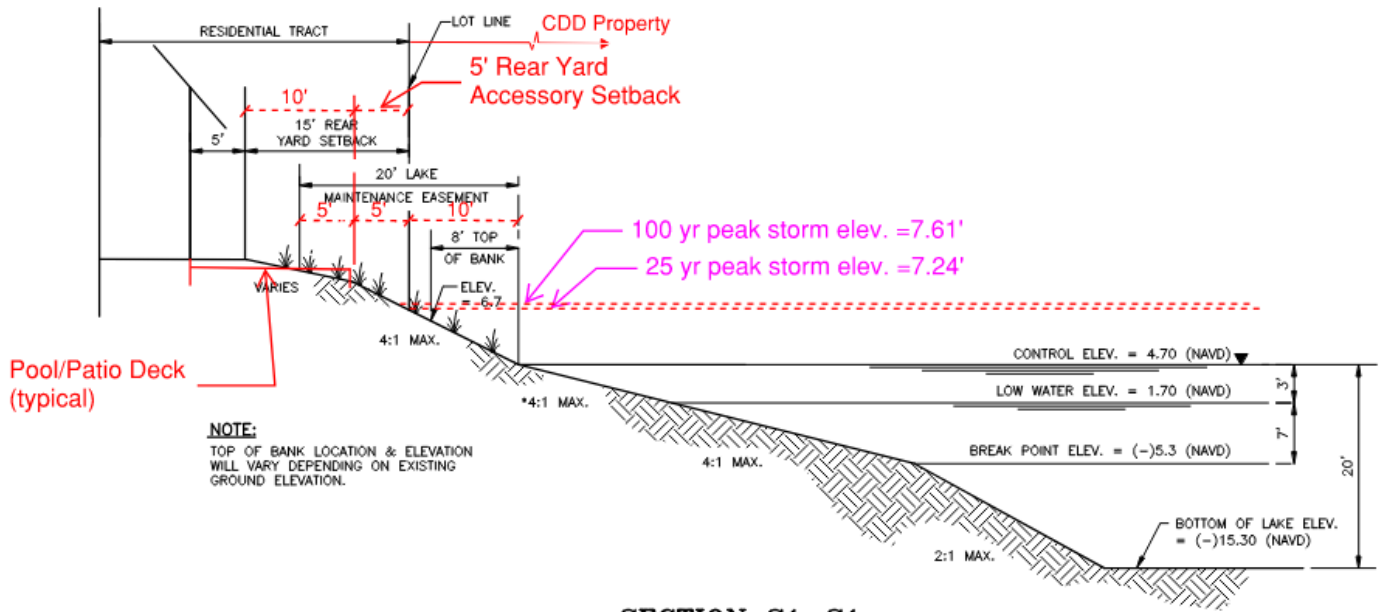 RESIDENTIAL TRACT
LOT LINE
CDD Property
5' Rear Yard
Accessory Setback
10'
5'
15' REAR
YARD SETBACK
20' LAKE
MAINTENANCE EASEMENT
5'
5'
10'
8' TOP
OF BANK
100 yr peak storm elev. =7.61'
25 yr peak storm elev. =7.24'
VARIES
ELEV.
= 6.7
4:1 MAX.
Pool/Patio Deck
(typical)
CONTROL ELEV. = 4.70 (NAVD)
LOW WATER ELEV. = 1.70 (NAVD)
3'
*4:1 MAX.
NOTE:
TOP OF BANK LOCATION & ELEVATION
WILL VARY DEPENDING ON EXISTING
GROUND ELEVATION.
4:1 MAX.
BREAK POINT ELEV. = (-)5.3 (NAVD)
7'
20'
BOTTOM OF LAKE ELEV.
= (-)15.30 (NAVD)
2:1 MAX.